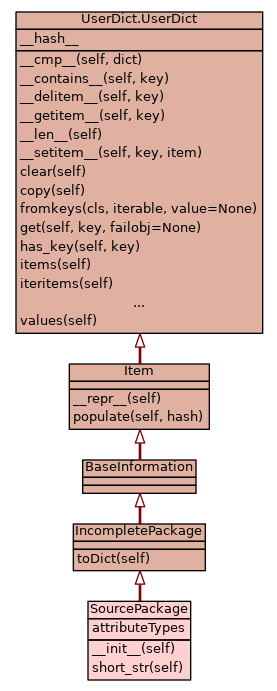 UserDict.UserDict
__hash__
__cmp__(self, dict)
__contains__(self, key)
__delitem__(self, key)
__getitem__(self, key)
__len__(self)
__setitem__(self, key, item)
clear(self)
copy(self)
fromkeys(cls, iterable, value=None)
get(self, key, failobj=None)
has_key(self, key)
items(self)
iteritems(self)
...
values(self)
Item
__repr__(self)
populate(self, hash)
BaseInformation
IncompletePackage
toDict(self)
SourcePackage
attributeTypes
__init__(self)
short_str(self)